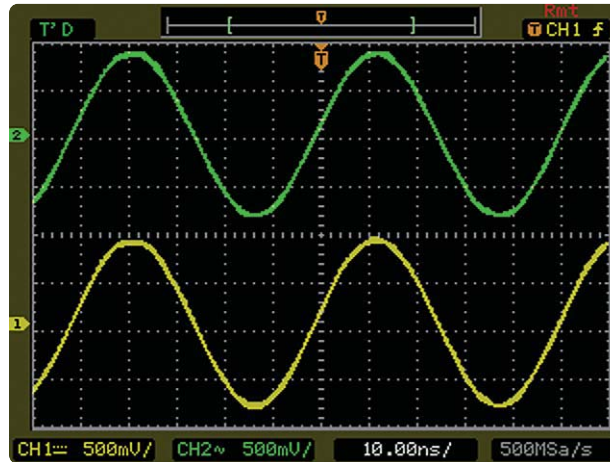 Rmt
T'D
T
T CH1
T
2
1
CH1 500mV/ CH2~ 500mV/ 10.00ns/ 500MSa/s